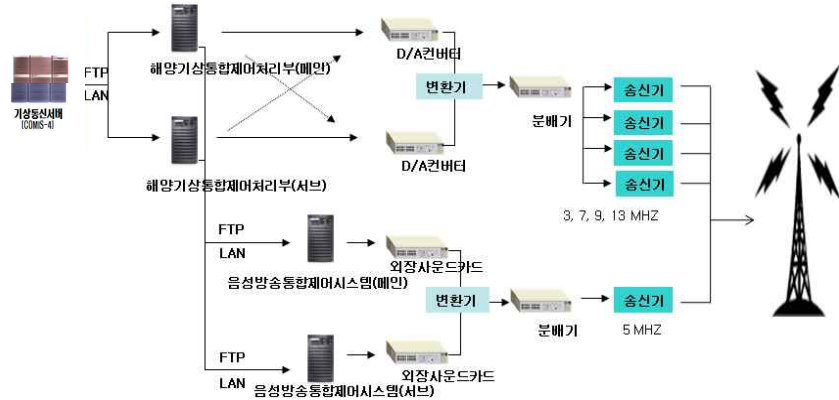 D/A컨버터
해양기상통합제어처리부(메인)
FTP
LAN
변환기
분배기
송신기
송신기
송신기
송신기
기상통신서버
(COMIS-4)
D/A컨버터
해양기상통합제어처리부(서브)
3, 7, 9, 13 MHZ
FTP
LAN
외장사운드카드
음성방송통합제어시스템(메인)
변환기
분배기
송신기
5 MHZ
FTP
LAN
외장사운드카드
음성방송통합제어시스템(서브)